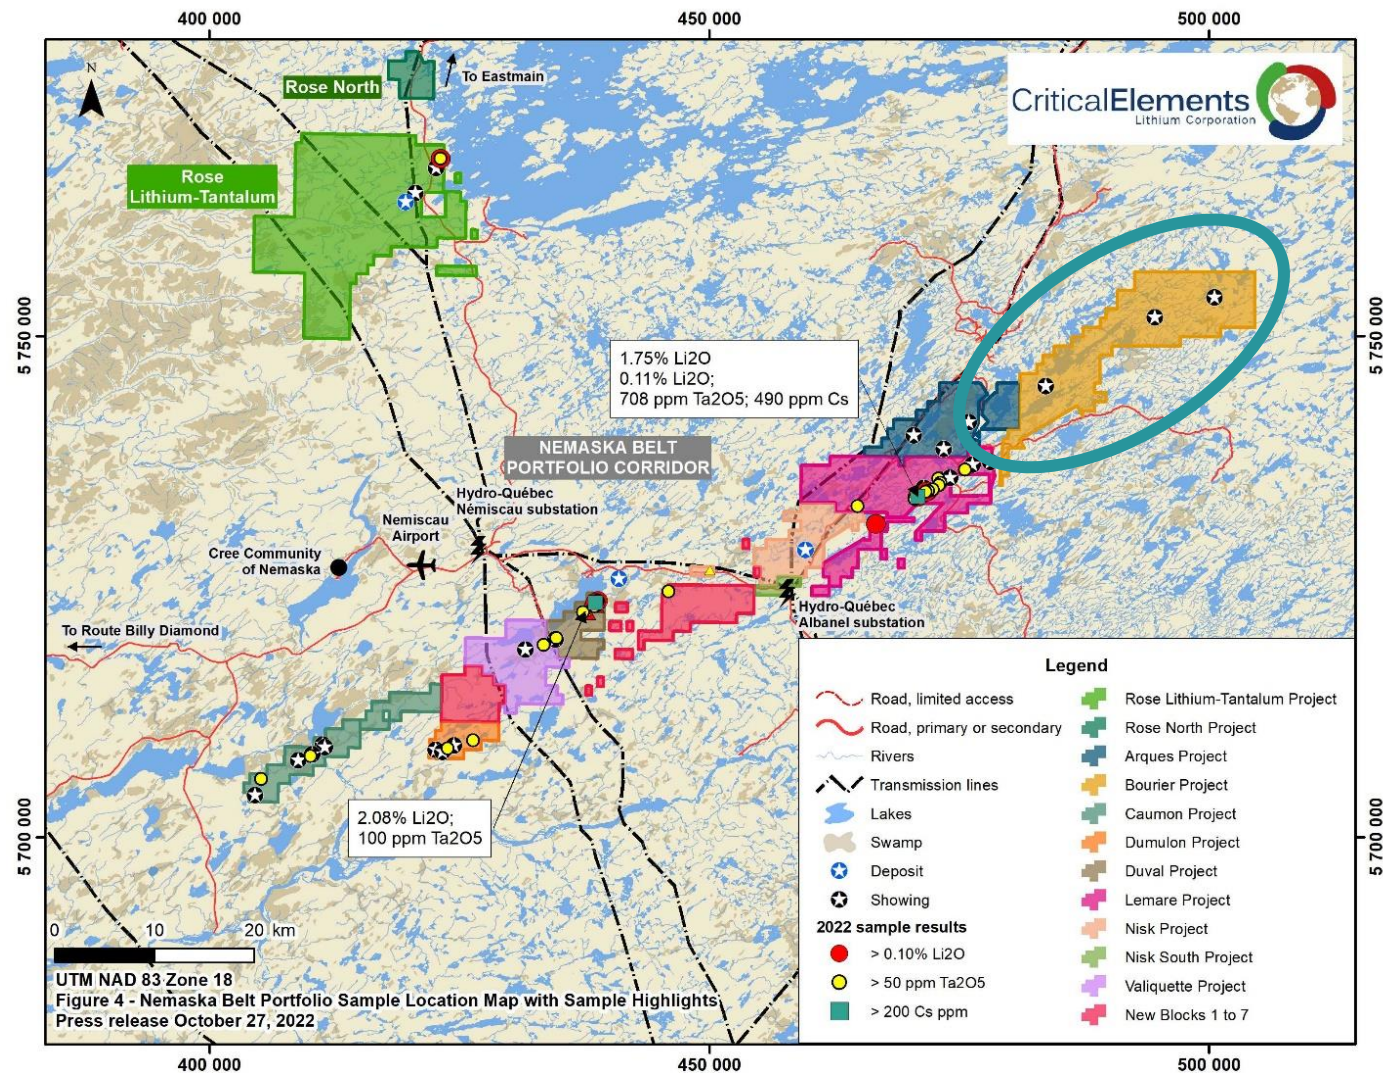 400 000
450 000
500 000
N
Rose North
To Eastmain
CriticalElements
Lithium Corporation
Rose
Lithium-Tantalum
5 750 000
5 750 000
1.75% Li2O
0.11% Li2O;
708 ppm Ta2O5; 490 ppm Cs
NEMASKA BELT
PORTFOLIO CORRIDOR
Hydro-Québec
Némiscau substation
Nemiscau
Airport
Cree Community
of Nemaska
Hydro-Québec
Albanel substation
To Route Billy Diamond
2.08% Li2O;
100 ppm Ta2O5
5 700 000
5 700 000
Legend
Road, limited access
Road, primary or secondary
Rivers
Transmission lines
Lakes
Swamp
Deposit
Showing
2022 sample results
> 0.10% Li2O
> 50 ppm Ta2O5
> 200 Cs ppm
Rose Lithium-Tantalum Project
Rose North Project
Arques Project
Bourier Project
Caumon Project
Dumulon Project
Duval Project
Lemare Project
Nisk Project
Nisk South Project
Valiquette Project
New Blocks 1 to 7
0 10 20 km
UTM NAD 83 Zone 18
Figure 4 - Nemaska Belt Portfolio Sample Location Map with Sample Highlights
Press release October 27, 2022
400 000
450 000
500 000